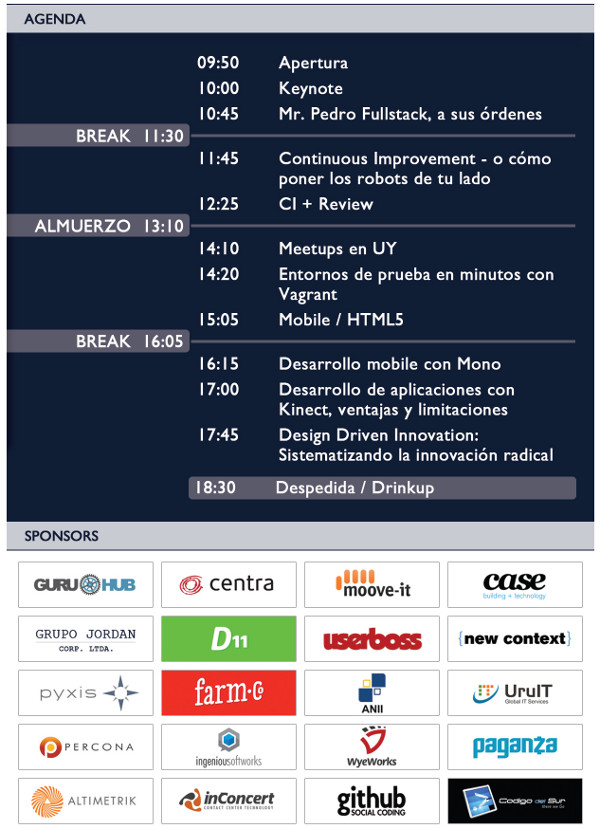 AGENDA
09:50 Apertura
10:00 Keynote
10:45 Mr. Pedro Fullstack, a sus órdenes
BREAK 11:30
11:45 Continuous Improvement - o cómo
poner los robots de tu lado
12:25 CI + Review
ALMUERZO 13:10
14:10 Meetups en UY
14:20 Entornos de prueba en minutos con
Vagrant
15:05 Mobile / HTML5
BREAK 16:05
16:15 Desarrollo mobile con Mono
17:00 Desarrollo de aplicaciones con
Kinect, ventajas y limitaciones
17:45 Design Driven Innovation:
Sistematizando la innovación radical
18:30 Despedida / Drinkup
SPONSORS
GURU HUB
centra
moove-it
case
building + technology
GRUPO JORDAN
CORP. LTDA.
D11
userboss
{new context}
pyxis
farm-co
ANII
UruIT
Global IT Services
PERCONA
ingenioussoftworks
WyeWorks
paganza
ALTIMETRIK
inConcert
CONTACT CENTER TECHNOLOGY
github
SOCIAL CODING
Codigo del Sur